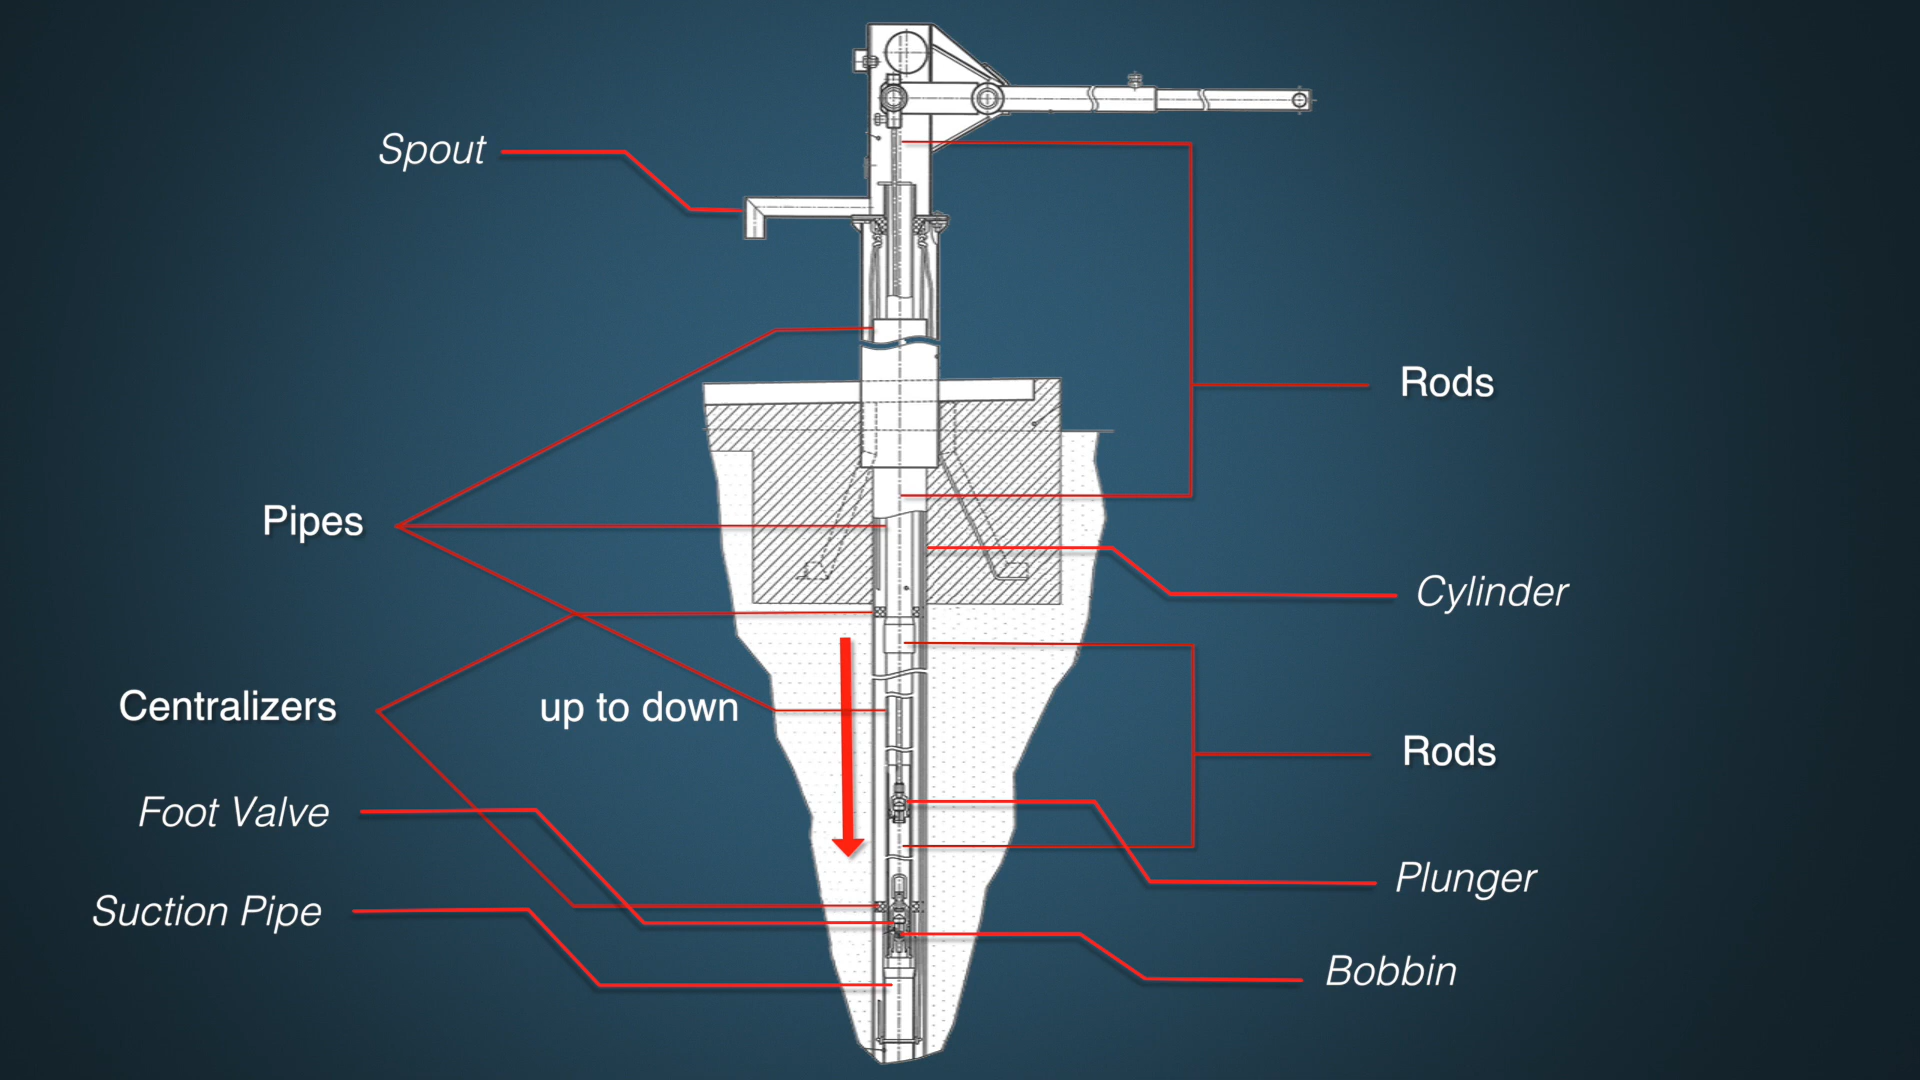 Spout
Rods
Pipes
Cylinder
Centralizers
up to down
Rods
Foot Valve
Plunger
Suction Pipe
Bobbin